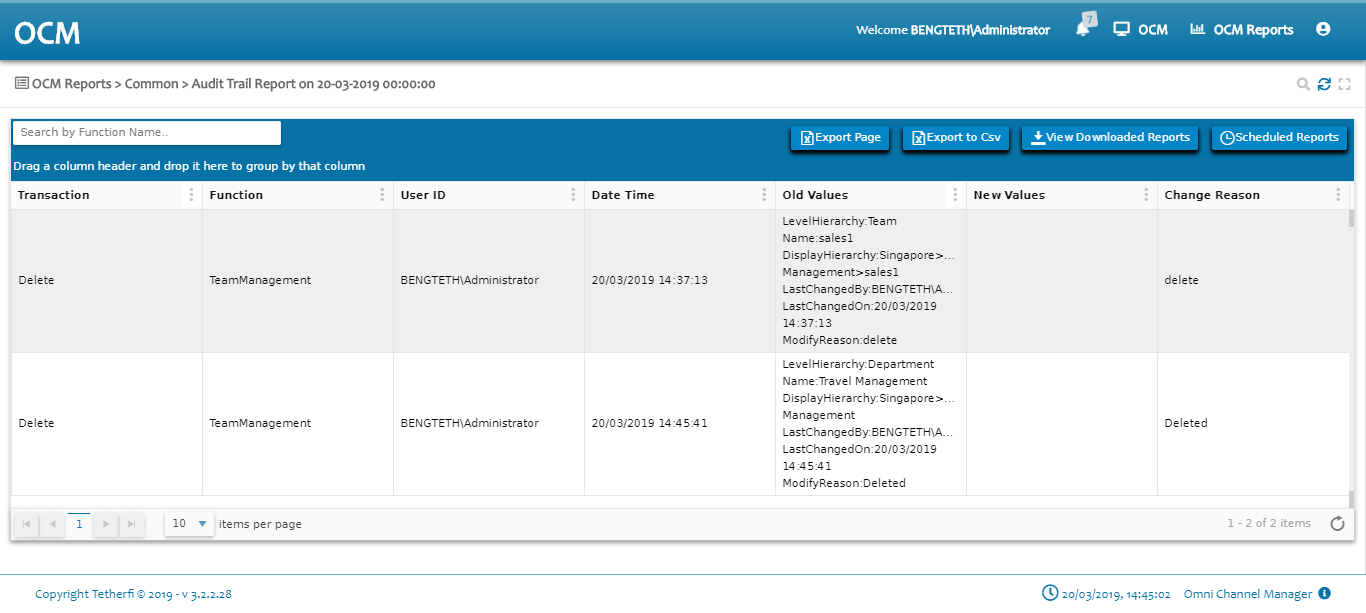 OCM
Welcome BENGTETH\Administrator
7
OCM
OCM Reports
OCM Reports > Common > Audit Trail Report on 20-03-2019 00:00:00
Search by Function Name..
Export Page
Export to Csv
View Downloaded Reports
Scheduled Reports
Drag a column header and drop it here to group by that column
Transaction
Function
User ID
Date Time
Old Values
New Values
Change Reason
Delete
TeamManagement
BENGTETH\Administrator
20/03/2019 14:37:13
LevelHierarchy:Team
Name:sales1
DisplayHierarchy:Singapore>...
Management>sales1
LastChangedBy:BENGTETH\A...
LastChangedOn:20/03/2019
14:37:13
ModifyReason:delete
delete
Delete
TeamManagement
BENGTETH\Administrator
20/03/2019 14:45:41
LevelHierarchy:Department
Name:Travel Management
DisplayHierarchy:Singapore>...
Management
LastChangedBy:BENGTETH\A...
LastChangedOn:20/03/2019
14:45:41
ModifyReason:Deleted
Deleted
1
10
items per page
1 - 2 of 2 items
Copyright Tetherfi © 2019 - v 3.2.2.28
20/03/2019, 14:45:02
Omni Channel Manager